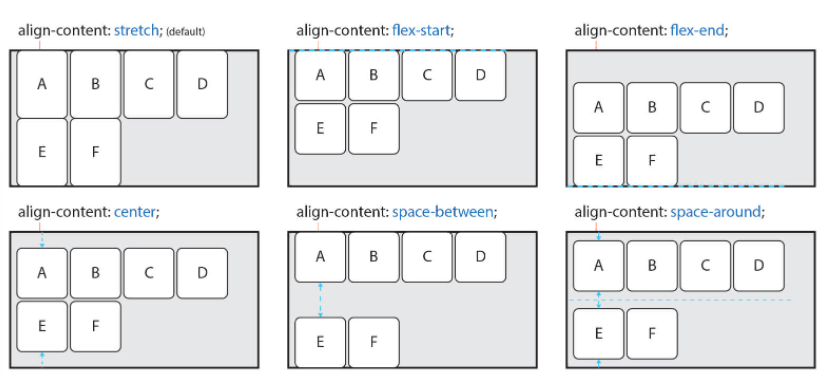 align-content: stretch; (default)
A B C D
E F
align-content: flex-start;
A B C D
E F
align-content: flex-end;
A B C D
E F
align-content: center;
A B C D
E F
align-content: space-between;
A B C D
E F
align-content: space-around;
A B C D
E F